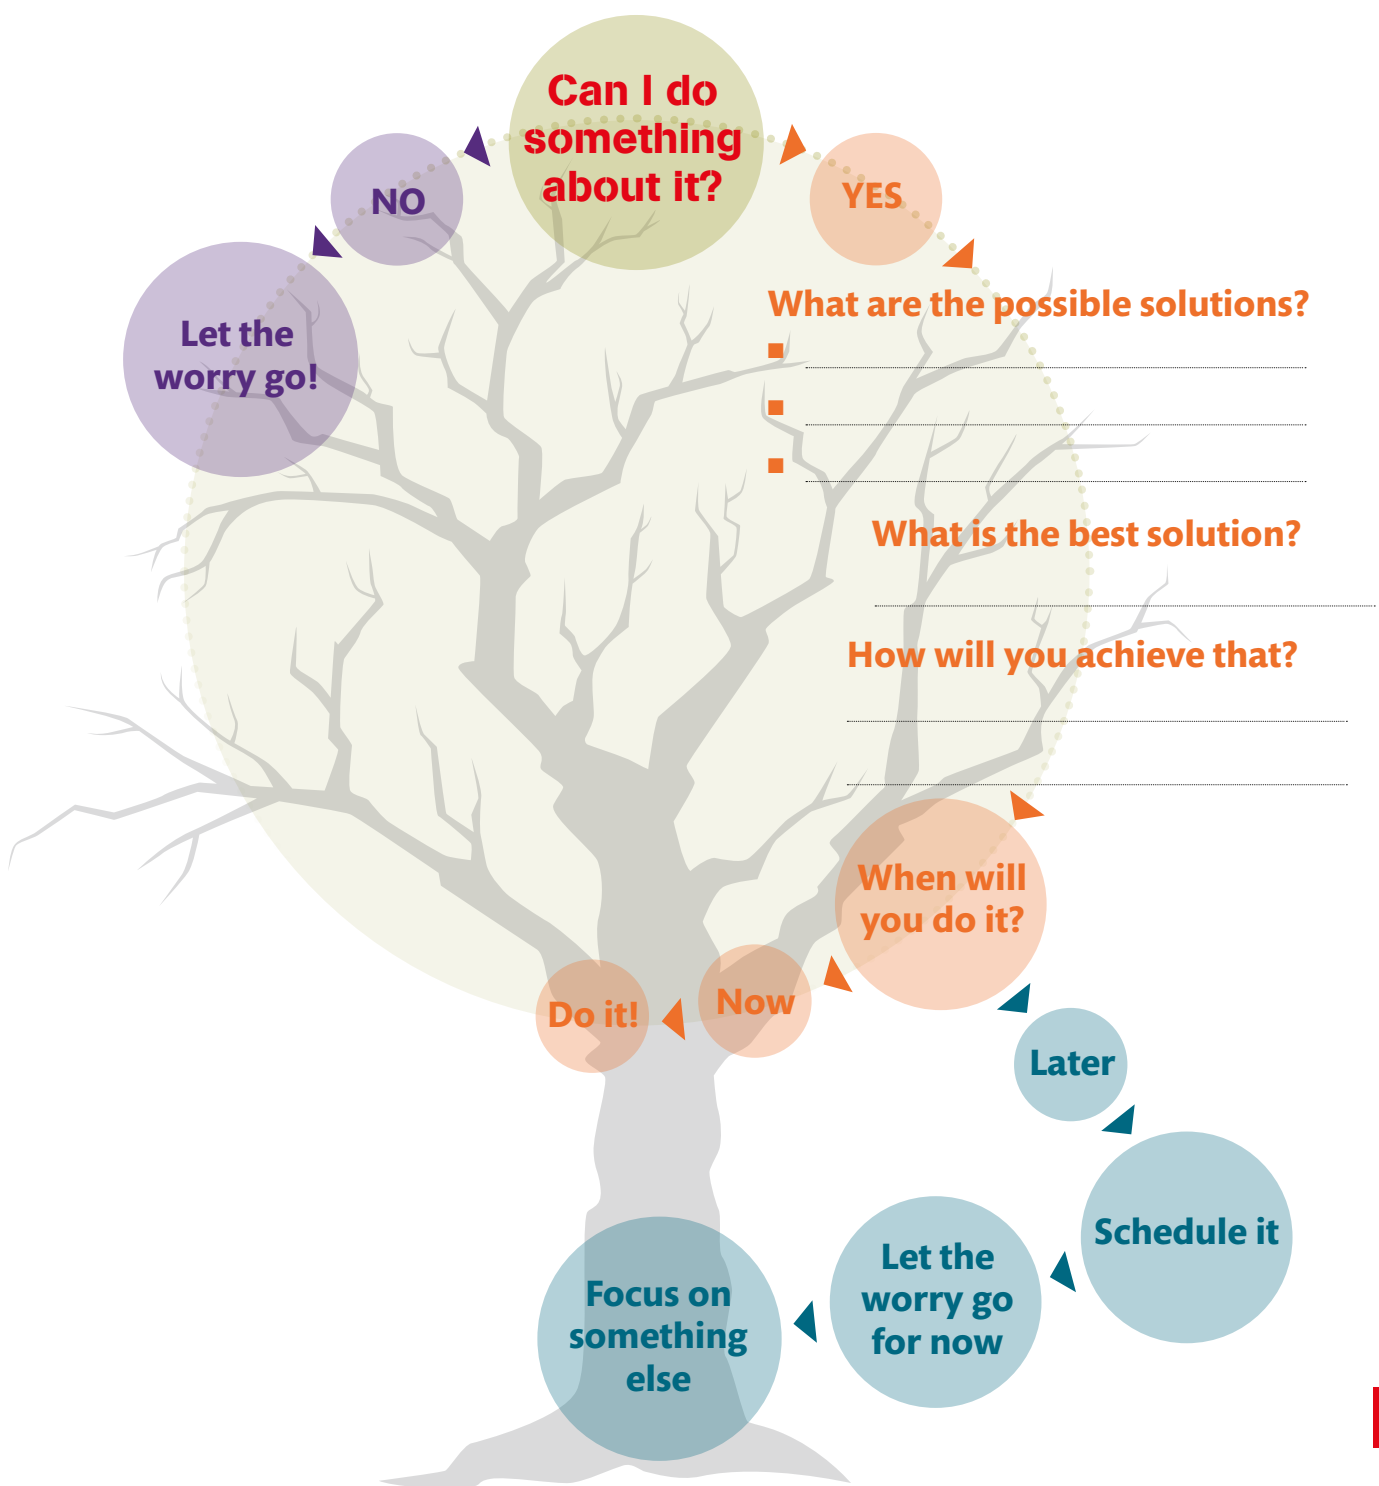 Can I do
something
about it?
NO
Let the
worry go!
YES
What are the possible solutions?
What is the best solution?
How will you achieve that?
When will
you do it?
Now
Do it!
Later
Schedule it
Let the
worry go
for now
Focus on
something
else